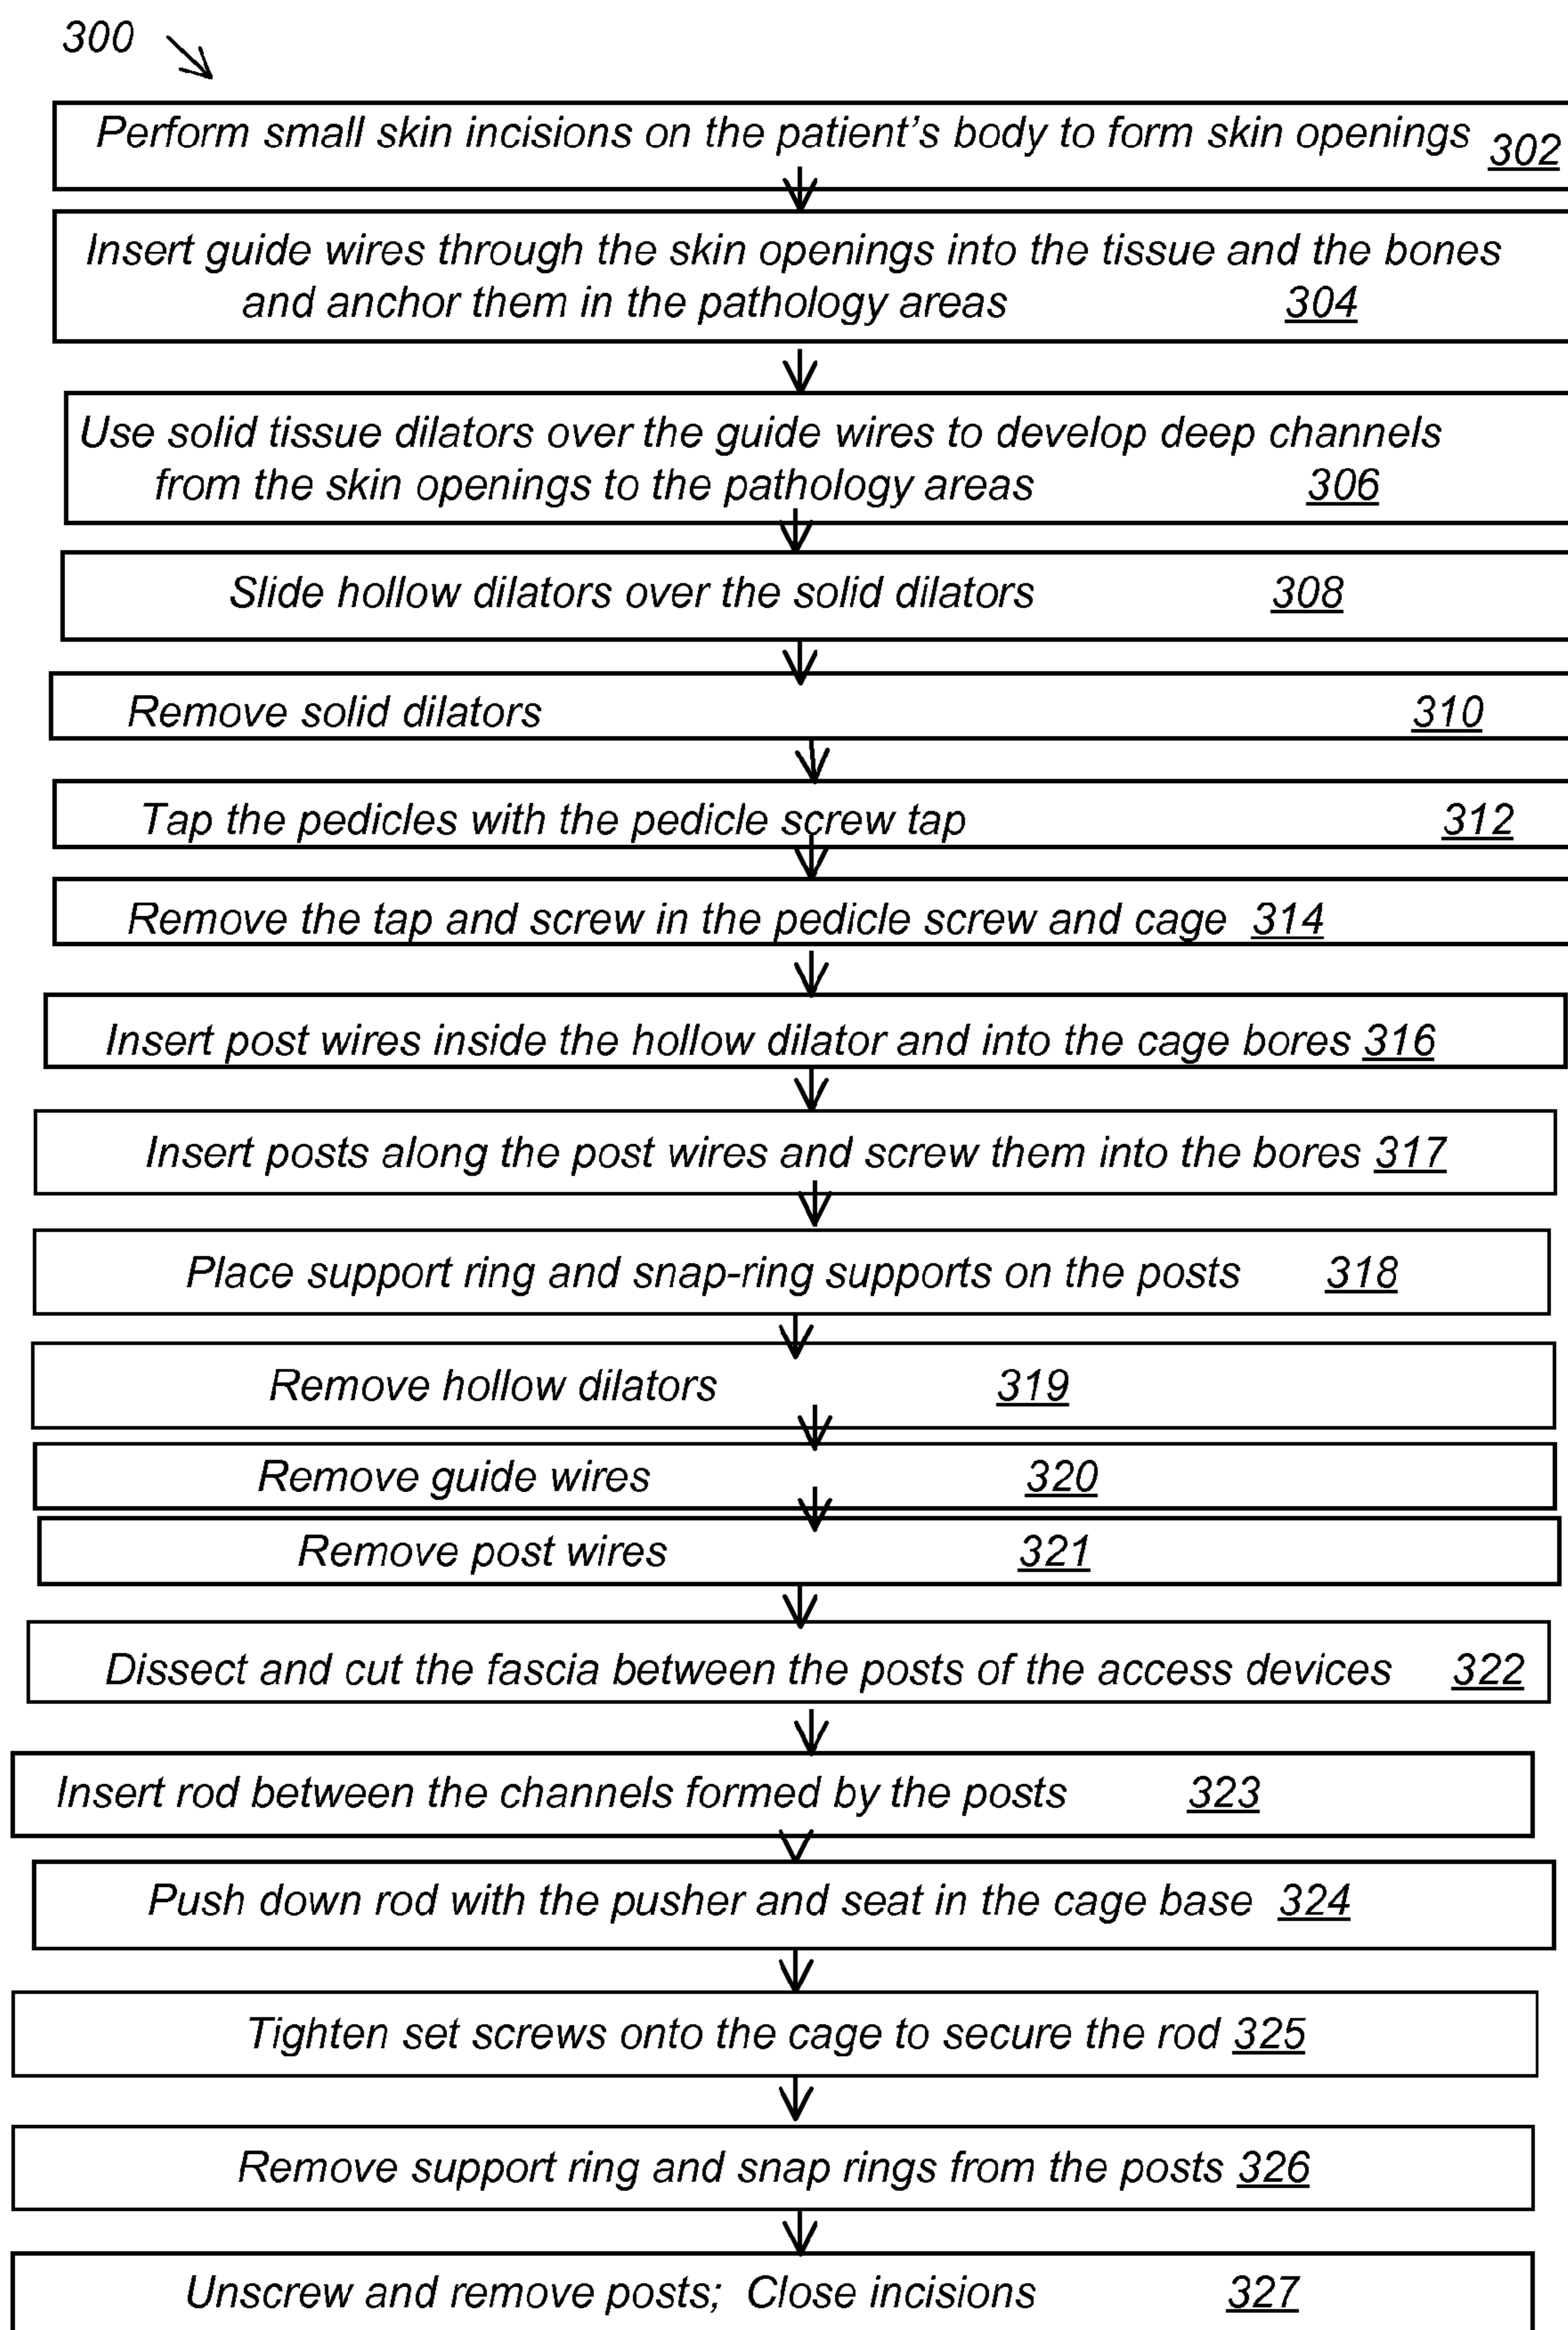 300
Perform small skin incisions on the patient's body to form skin openings 302
Insert guide wires through the skin openings into the tissue and the bones
and anchor them in the pathology areas 304
Use solid tissue dilators over the guide wires to develop deep channels
from the skin openings to the pathology areas 306
Slide hollow dilators over the solid dilators 308
Remove solid dilators 310
Tap the pedicles with the pedicle screw tap 312
Remove the tap and screw in the pedicle screw and cage 314
Insert post wires inside the hollow dilator and into the cage bores 316
Insert posts along the post wires and screw them into the bores 317
Place support ring and snap-ring supports on the posts 318
Remove hollow dilators 319
Remove guide wires 320
Remove post wires 321
Dissect and cut the fascia between the posts of the access devices 322
Insert rod between the channels formed by the posts 323
Push down rod with the pusher and seat in the cage base 324
Tighten set screws onto the cage to secure the rod 325
Remove support ring and snap rings from the posts 326
Unscrew and remove posts; Close incisions 327